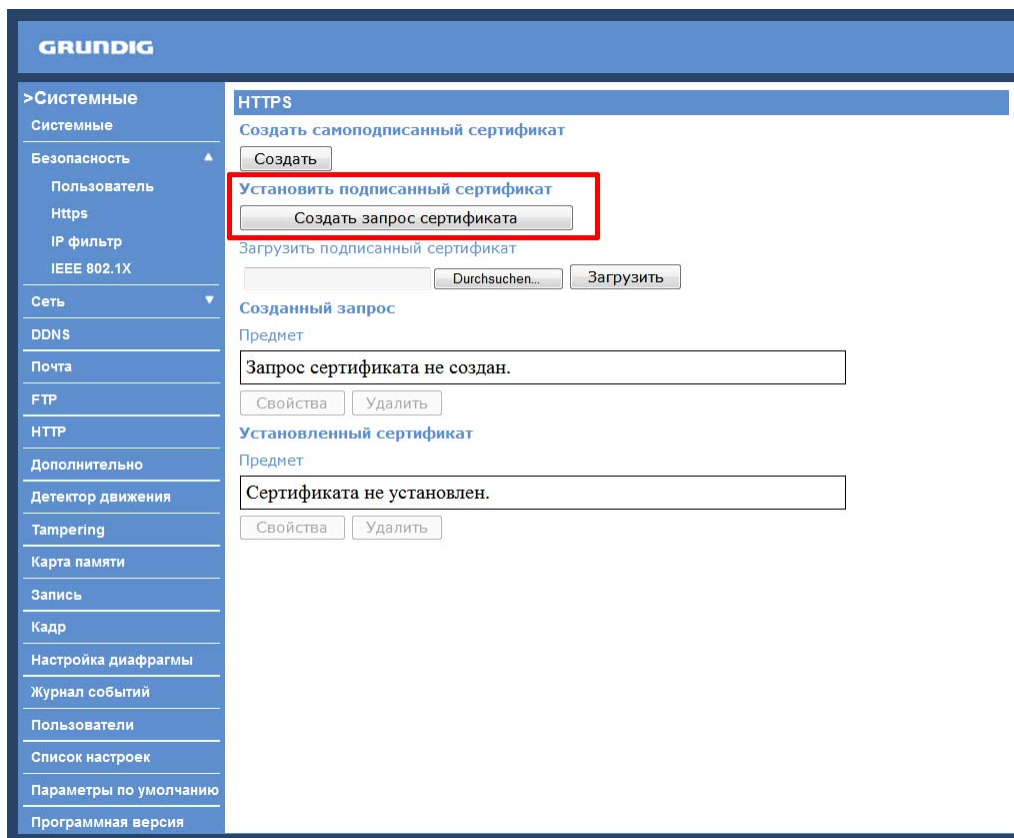 GRUNDIG
>Системные
Системные
Безопасность
Пользователь
Https
IP фильтр
IEEE 802.1X
Сеть
DDNS
Почта
FTP
HTTP
Дополнительно
Детектор движения
Tampering
Карта памяти
Запись
Кадр
Настройка диафрагмы
Журнал событий
Пользователи
Список настроек
Параметры по умолчанию
Программная версия
HTTPS
Создать самоподписанный сертификат
Создать
Установить подписанный сертификат
Создать запрос сертификата
Загрузить подписанный сертификат
Durchsuchen... Загрузить
Созданный запрос
Предмет
Запрос сертификата не создан.
Свойства Удалить
Установленный сертификат
Предмет
Сертификата не установлен.
Свойства Удалить